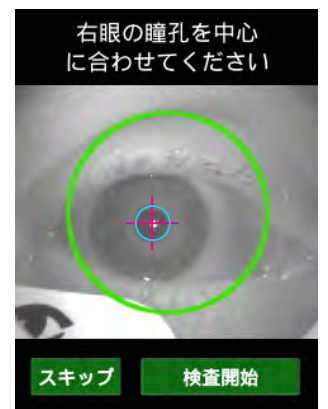 右眼の瞳孔を中心
に合わせてください
スキップ
検査開始